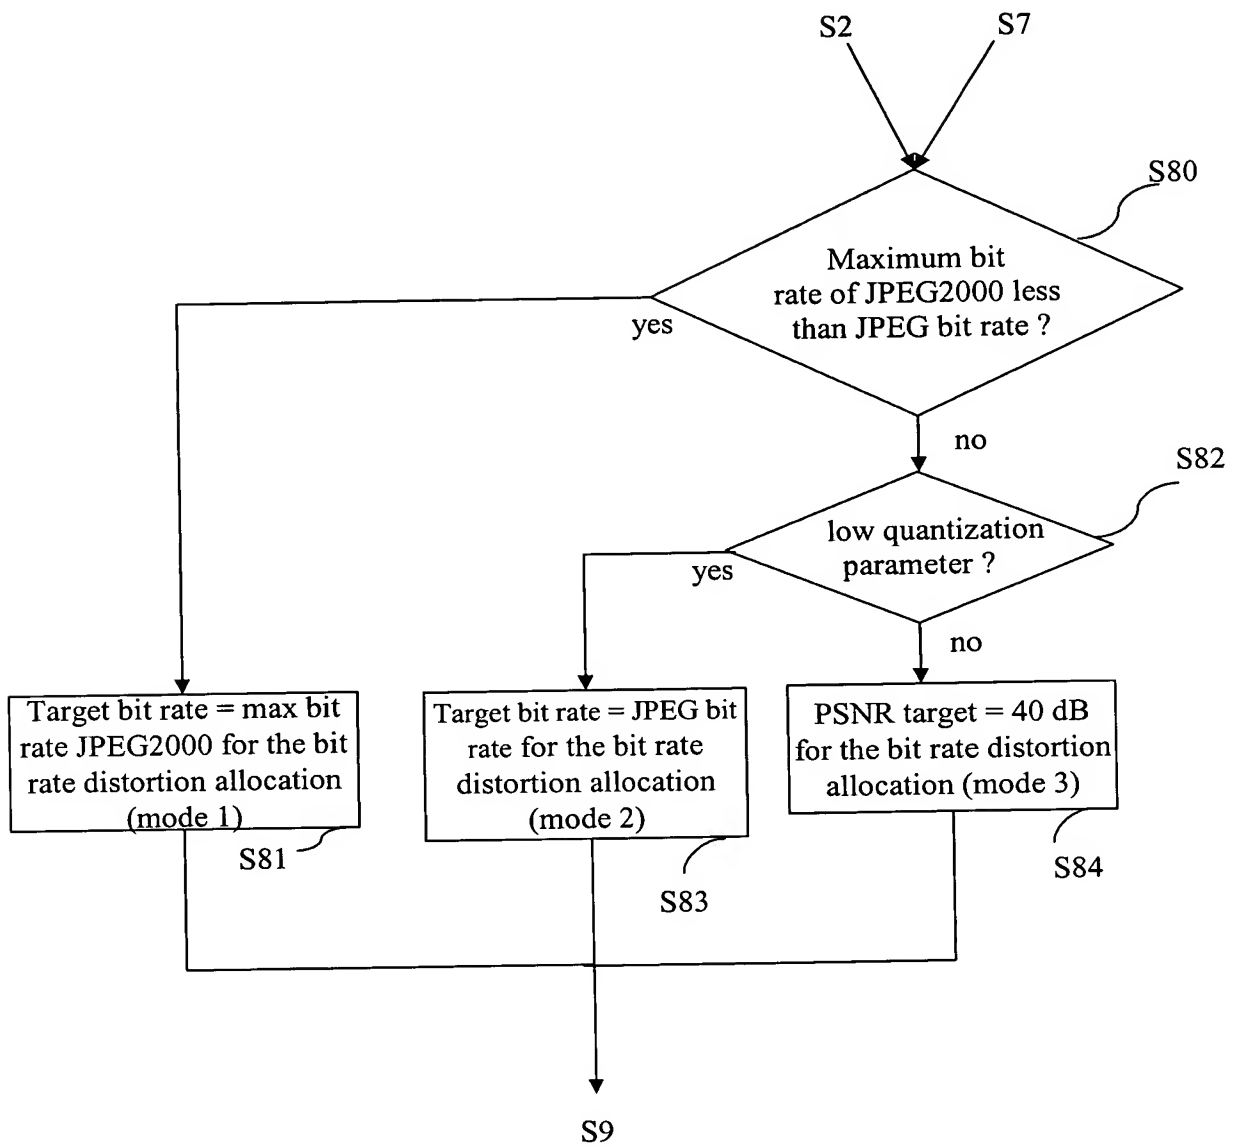 S2
S7
S80
Maximum bit
rate of JPEG2000 less
than JPEG bit rate ?
yes
no
S82
low quantization
parameter ?
yes
no
Target bit rate = max bit
rate JPEG2000 for the bit
rate distortion allocation
(mode 1)
Target bit rate = JPEG bit
rate for the bit rate
distortion allocation
(mode 2)
PSNR target = 40 dB
for the bit rate distortion
allocation (mode 3)
S81
S83
S84
S9